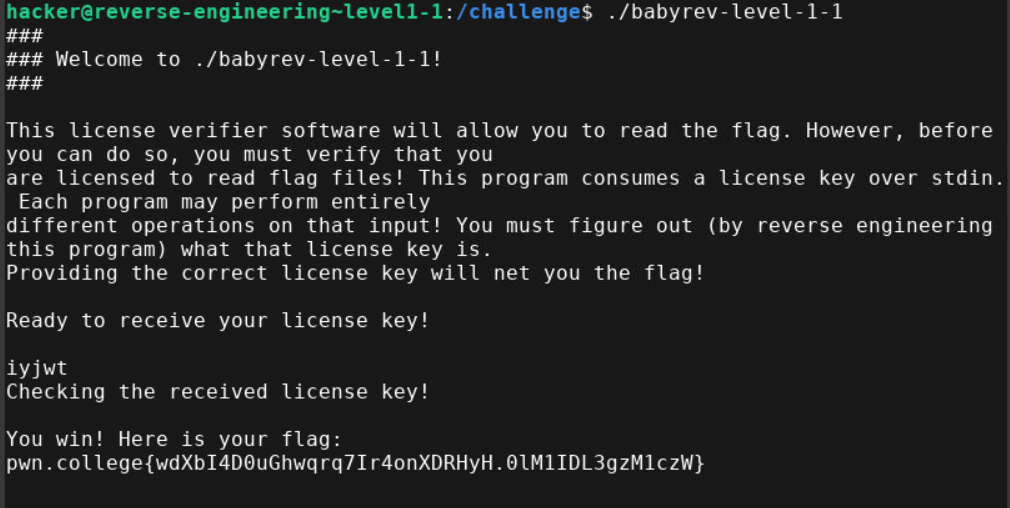 hacker@reverse-engineering~level1-1:/challenge$ ./babyrev-level-1-1
###
### Welcome to ./babyrev-level-1-1!
###
This license verifier software will allow you to read the flag. However, before
you can do so, you must verify that you
are licensed to read flag files! This program consumes a license key over stdin.
Each program may perform entirely
different operations on that input! You must figure out (by reverse engineering
this program) what that license key is.
Providing the correct license key will net you the flag!
Ready to receive your license key!
iyjwt
Checking the received license key!
You win! Here is your flag:
pwn.college{wdXbI4D0uGhwqrq7Ir4onXDRHyH.0lM1IDL3gzM1czW}